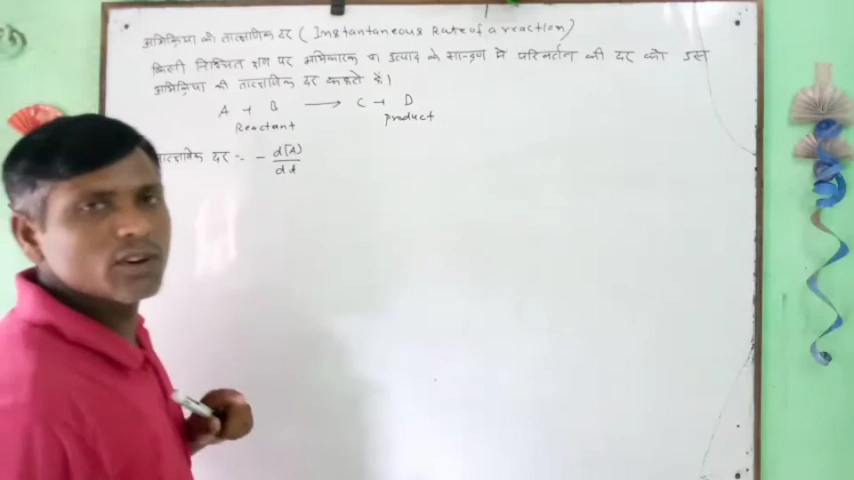 अभिक्रिया की तात्क्षणिक दर ( Instantaneous Rate of a reaction )
किसी निश्चित क्षण पर अभिकारक या उत्पाद के सान्द्रण में परिवर्तन की दर को उस
अभिक्रिया की तात्क्षणिक दर कहते हैं।
A + B ⟶ C + D
Reactant Product
तात्क्षणिक दर :- - d[A]/dt